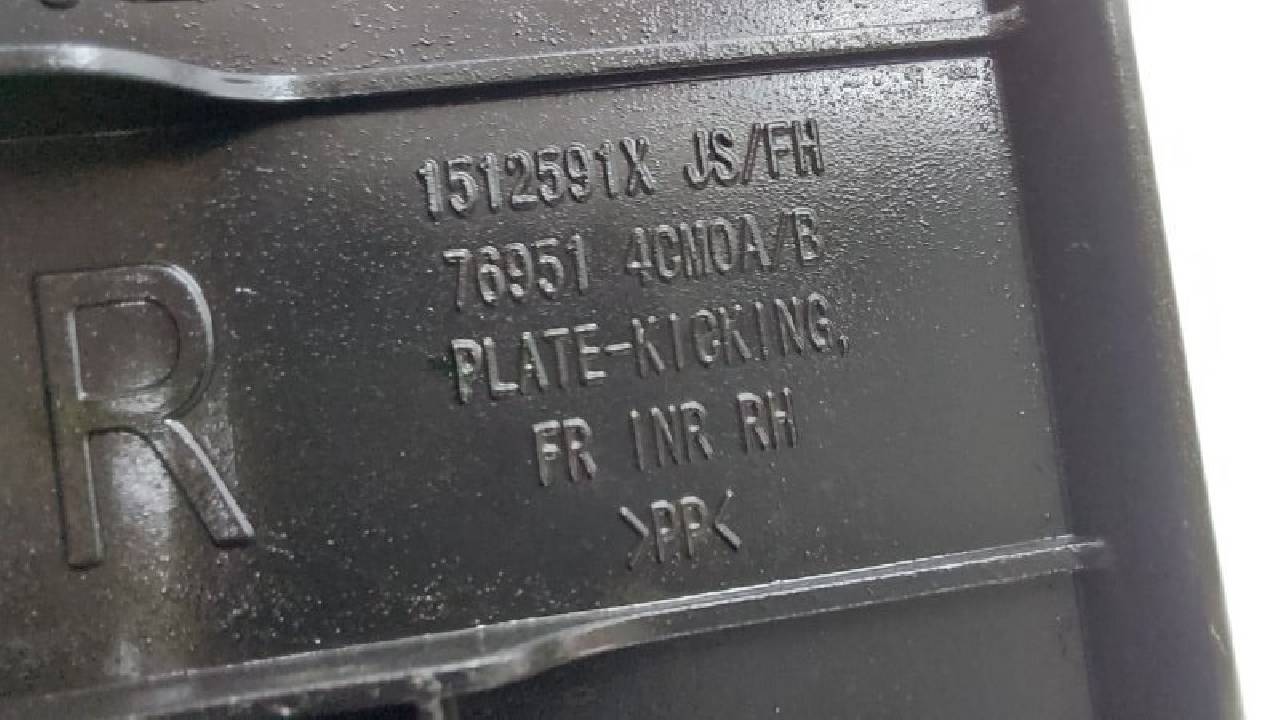 1512591X JS/FH
76951 4CM0A/B
PLATE-KICKING,
FR INR RH
>PP<
R